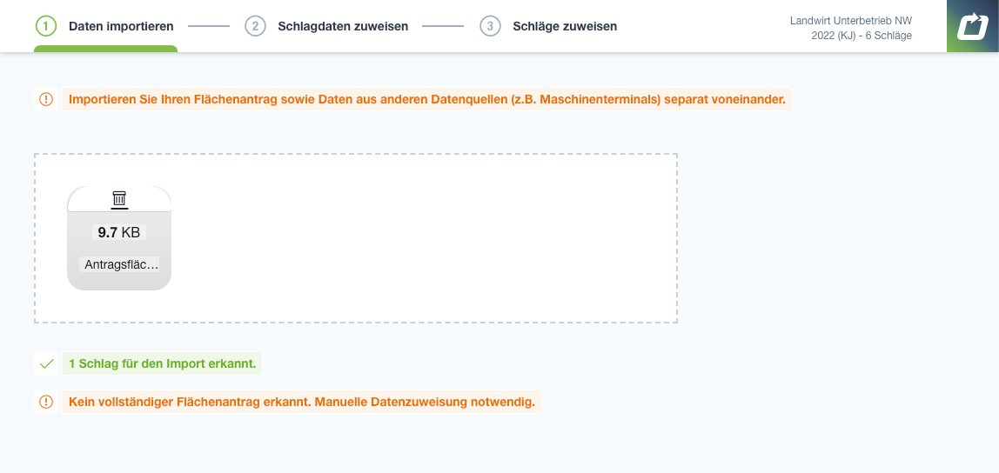 1 Daten importieren 2 Schlagdaten zuweisen 3 Schläge zuweisen
Landwirt Unterbetrieb NW
2022 (KJ) - 6 Schläge
Importieren Sie Ihren Flächenantrag sowie Daten aus anderen Datenquellen (z.B. Maschinenterminals) separat voneinander.
9.7 KB
Antragsfläc…
1 Schlag für den Import erkannt.
Kein vollständiger Flächenantrag erkannt. Manuelle Datenzuweisung notwendig.